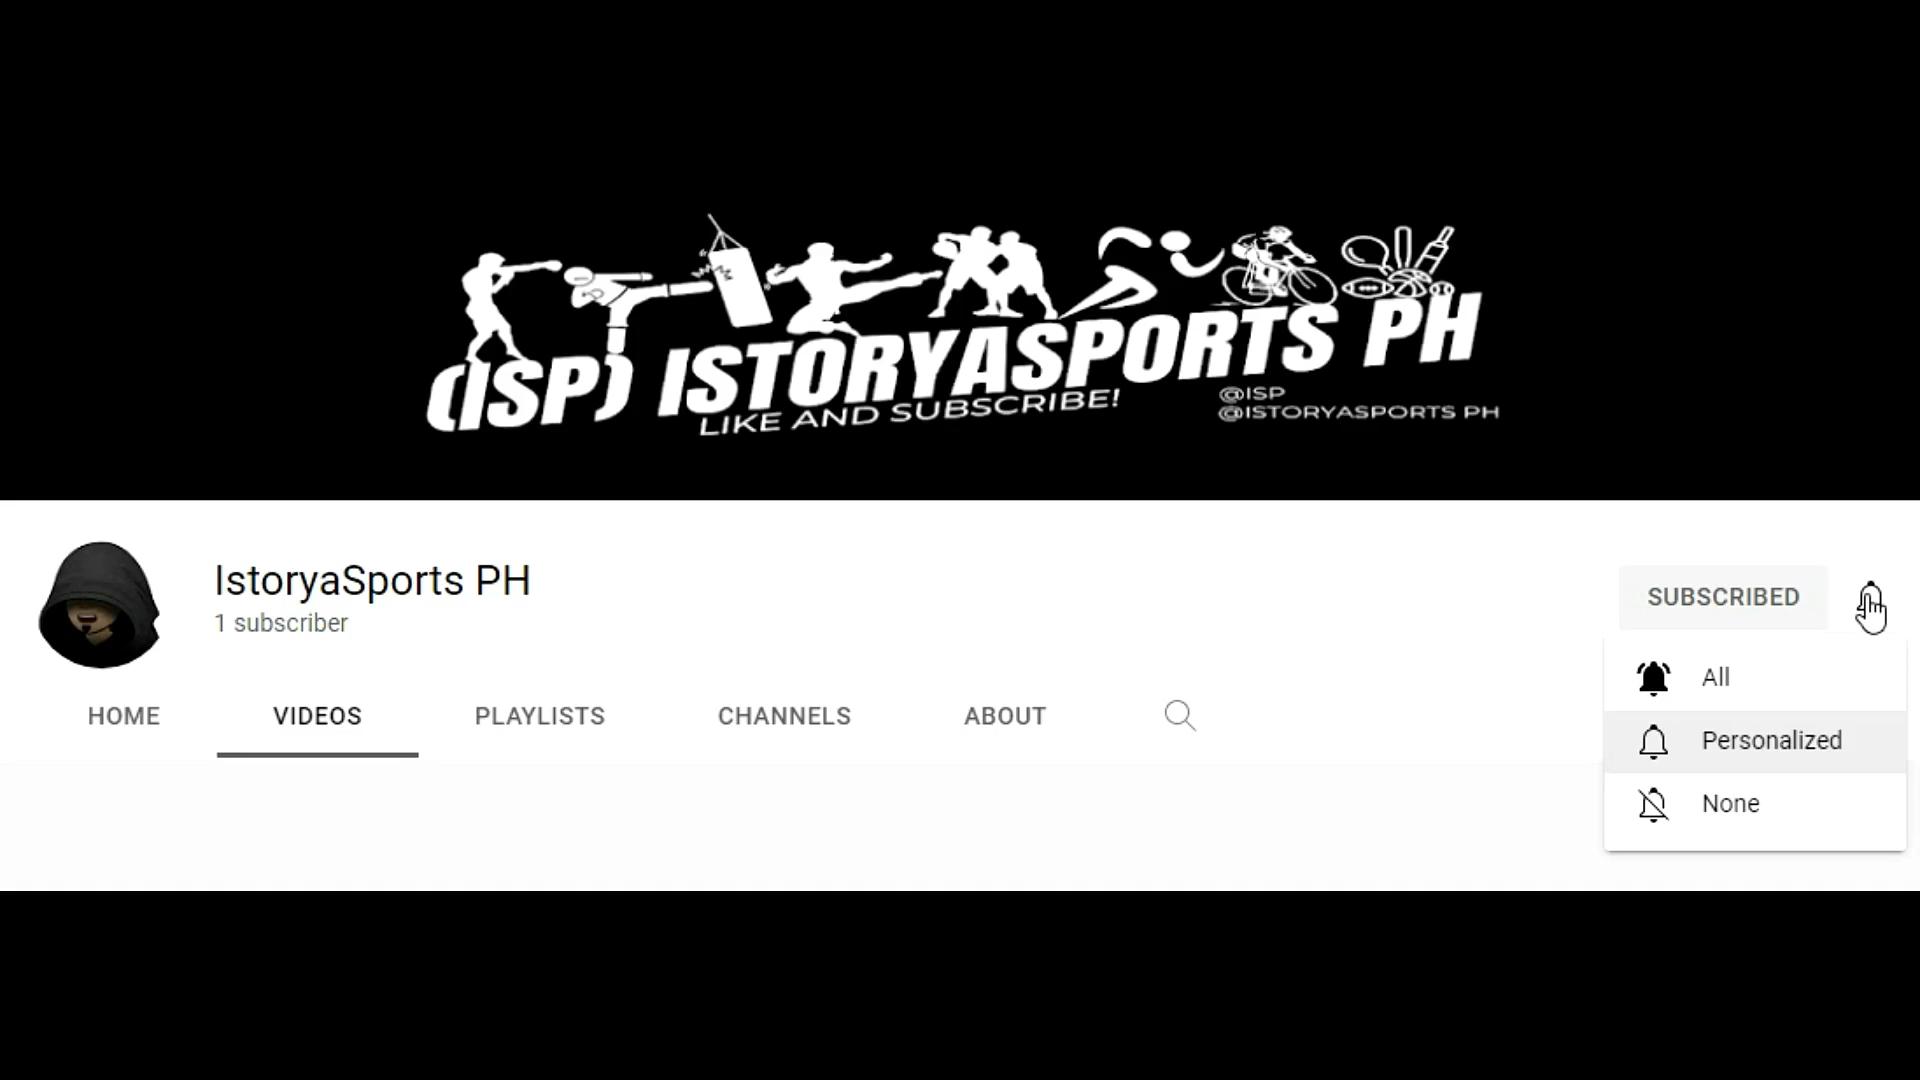 (ISP) ISTORYASPORTS PH
LIKE AND SUBSCRIBE!
@ISP
@ISTORYASPORTS PH
IstoryaSports PH
1 subscriber
SUBSCRIBED
HOME
VIDEOS
PLAYLISTS
CHANNELS
ABOUT
All
Personalized
None